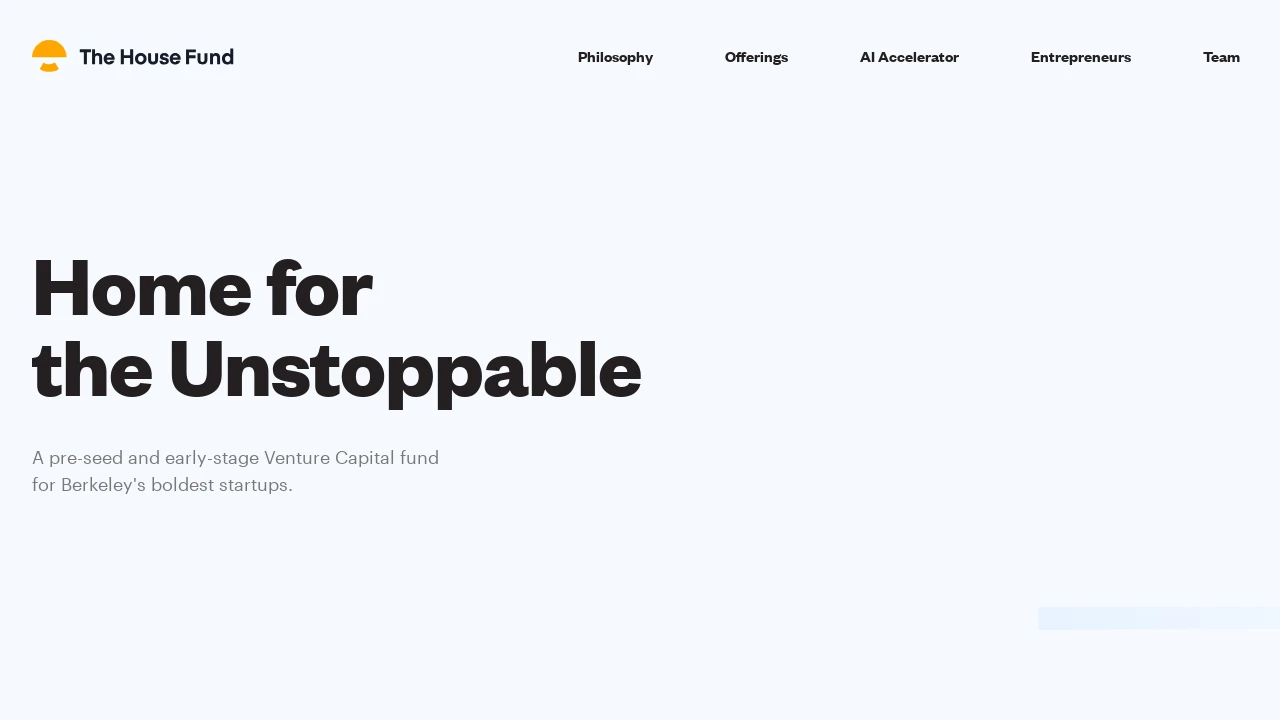 The House Fund
Philosophy
Offerings
AI Accelerator
Entrepreneurs
Team
Home for
the Unstoppable
A pre-seed and early-stage Venture Capital fund
for Berkeley's boldest startups.